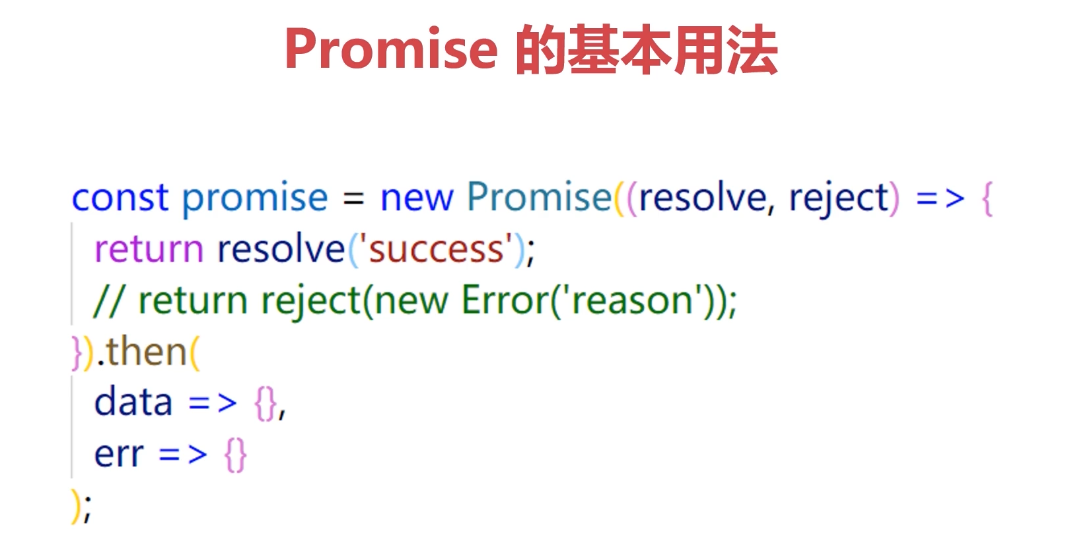 Promise 的基本用法
const promise = new Promise((resolve, reject) => {
return resolve('success');
// return reject(new Error('reason'));
}).then(
data => {},
err => {}
);